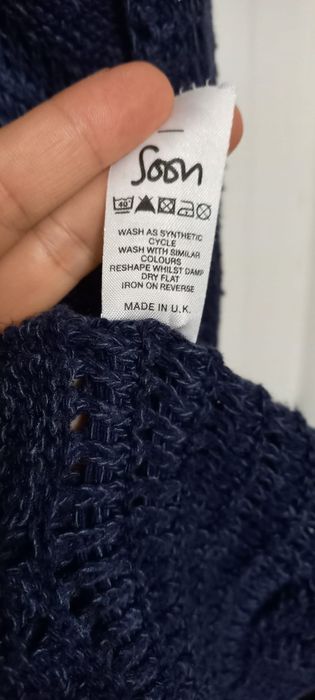 Soon
40
WASH AS SYNTHETIC
CYCLE
WASH WITH SIMILAR
COLOURS
RESHAPE WHILST DAMP
DRY FLAT
IRON ON REVERSE
MADE IN U.K.